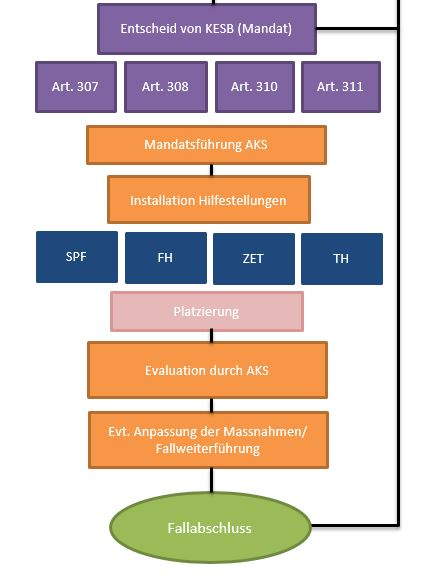 Entscheid von KESB (Mandat)
Art. 307
Art. 308
Art. 310
Art. 311
Mandatsführung AKS
Installation Hilfestellungen
SPF
FH
ZET
TH
Platzierung
Evaluation durch AKS
Evt. Anpassung der Massnahmen/
Fallweiterführung
Fallabschluss